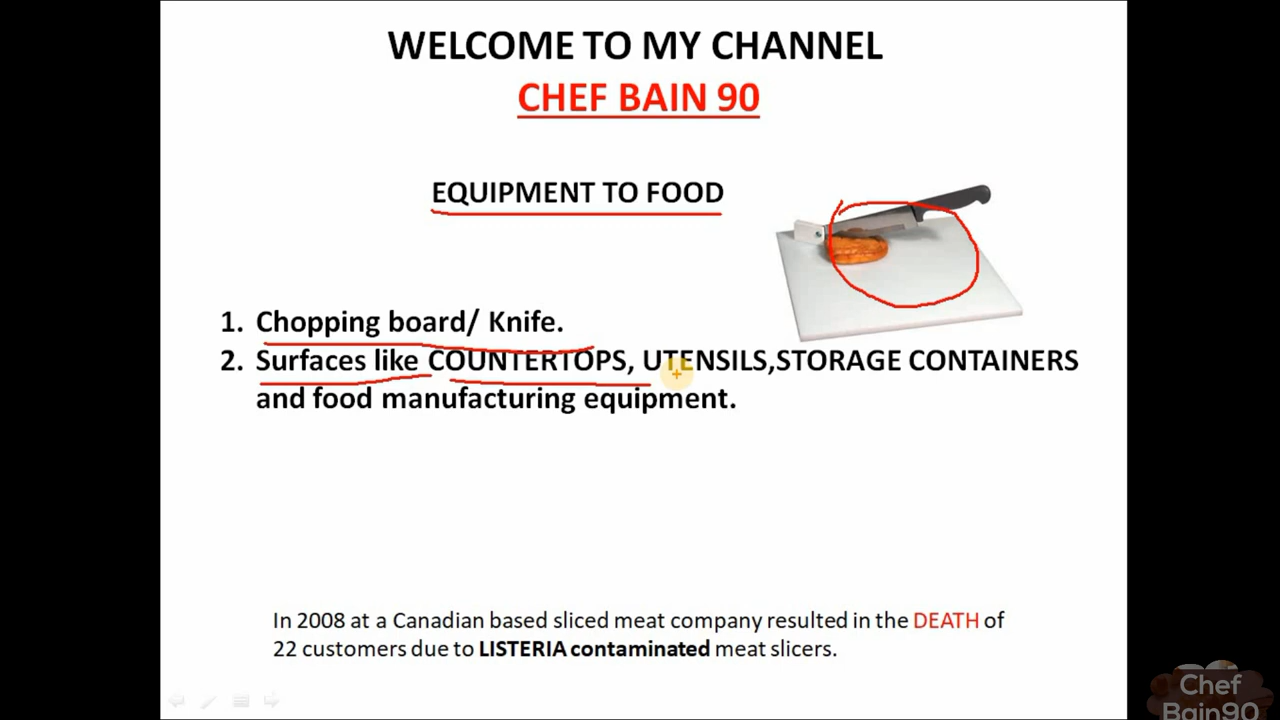 WELCOME TO MY CHANNEL
CHEF BAIN 90
EQUIPMENT TO FOOD
1. Chopping board/ Knife.
2. Surfaces like COUNTERTOPS, UTENSILS,STORAGE CONTAINERS
and food manufacturing equipment.
In 2008 at a Canadian based sliced meat company resulted in the DEATH of
22 customers due to LISTERIA contaminated meat slicers.
Chef
Bain90